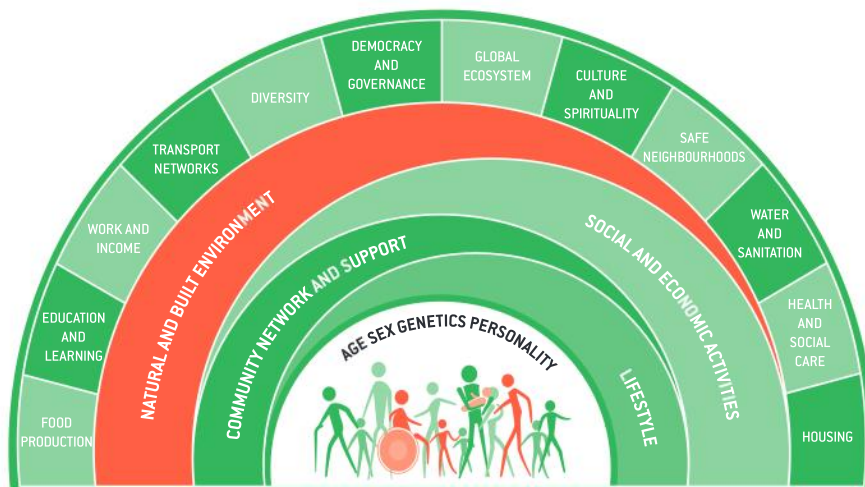 FOOD
PRODUCTION
EDUCATION
AND
LEARNING
WORK AND
INCOME
TRANSPORT
NETWORKS
DIVERSITY
DEMOCRACY
AND
GOVERNANCE
GLOBAL
ECOSYSTEM
CULTURE
AND
SPIRITUALITY
SAFE
NEIGHBOURHOODS
WATER
AND
SANITATION
HEALTH
AND
SOCIAL
CARE
HOUSING
NATURAL AND BUILT ENVIRONMENT
SOCIAL AND ECONOMIC ACTIVITIES
COMMUNITY NETWORK AND SUPPORT
LIFESTYLE
AGE SEX GENETICS PERSONALITY